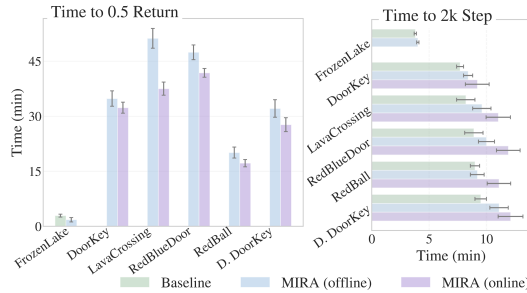 Time to 0.5 Return
Time (min)
45
30
15
0
FrozenLake
DoorKey
LavaCrossing
RedBlueDoor
RedBall
D. DoorKey
Time to 2k Step
FrozenLake
DoorKey
LavaCrossing
RedBlueDoor
RedBall
D. DoorKey
0 5 10
Time (min)
Baseline MIRA (offline) MIRA (online)